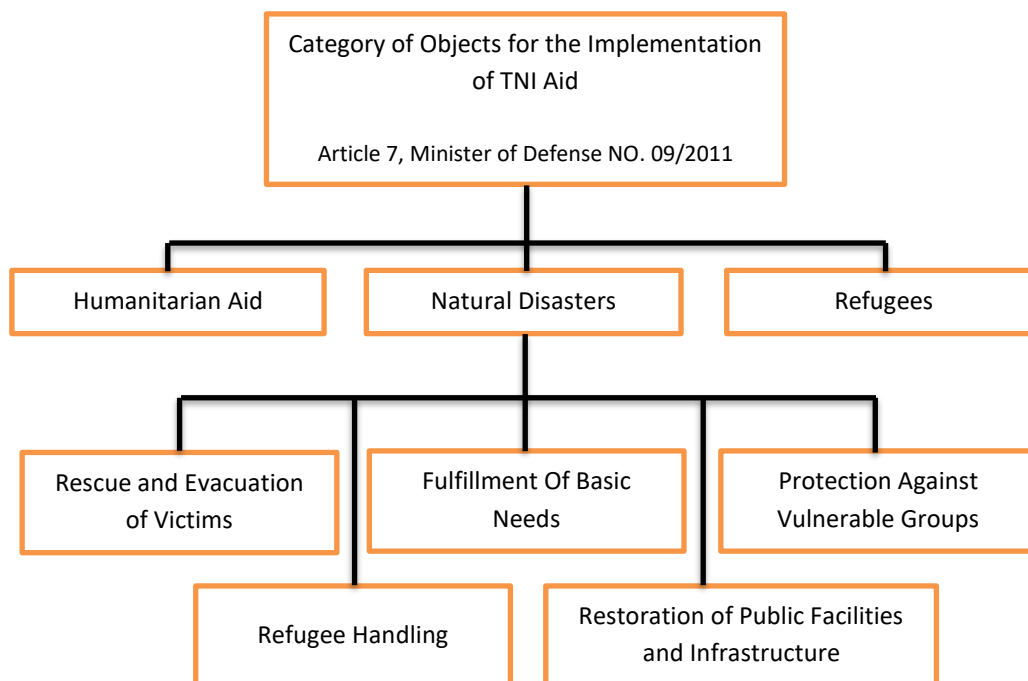 Category of Objects for the Implementation
of TNI Aid
Article 7, Minister of Defense NO. 09/2011
Humanitarian Aid
Natural Disasters
Refugees
Rescue and Evacuation
of Victims
Fulfillment Of Basic
Needs
Protection Against
Vulnerable Groups
Refugee Handling
Restoration of Public Facilities
and Infrastructure